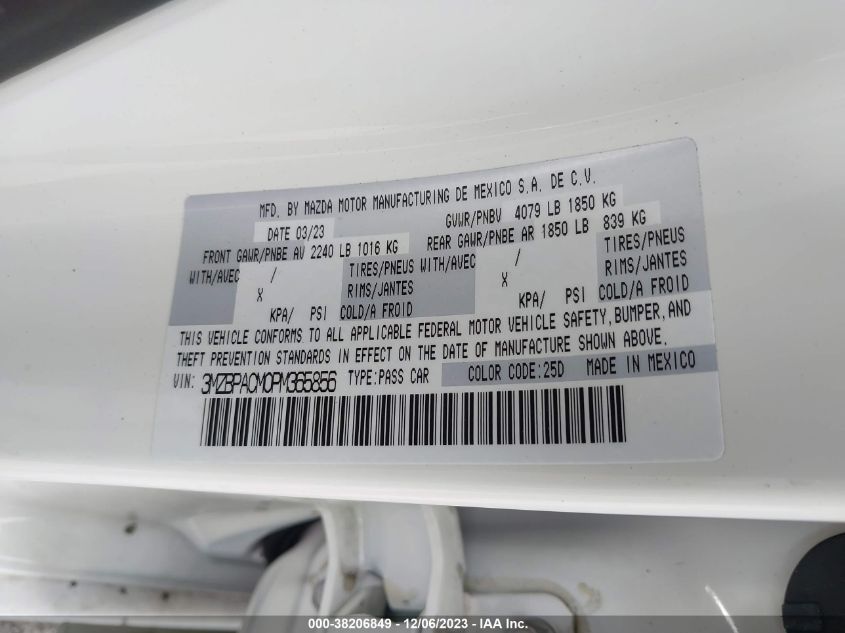 MFD. BY MAZDA MOTOR MANUFACTURING DE MEXICO S.A. DE C.V.
DATE 03/23 GVWR/PNBV 4079 LB 1850 KG
FRONT GAWR/PNBE AV 2240 LB 1016 KG REAR GAWR/PNBE AR 1850 LB 839 KG
WITH/AVEC / TIRES/PNEUS WITH/AVEC / TIRES/PNEUS
X RIMS/JANTES X RIMS/JANTES
KPA/ PSI COLD/A FROID KPA/ PSI COLD/A FROID
THIS VEHICLE CONFORMS TO ALL APPLICABLE FEDERAL MOTOR VEHICLE SAFETY, BUMPER, AND
THEFT PREVENTION STANDARDS IN EFFECT ON THE DATE OF MANUFACTURE SHOWN ABOVE.
VIN: 3MZBPACM0PM365856 TYPE:PASS CAR COLOR CODE:25D MADE IN MEXICO
000-38206849 - 12/06/2023 - IAA Inc.